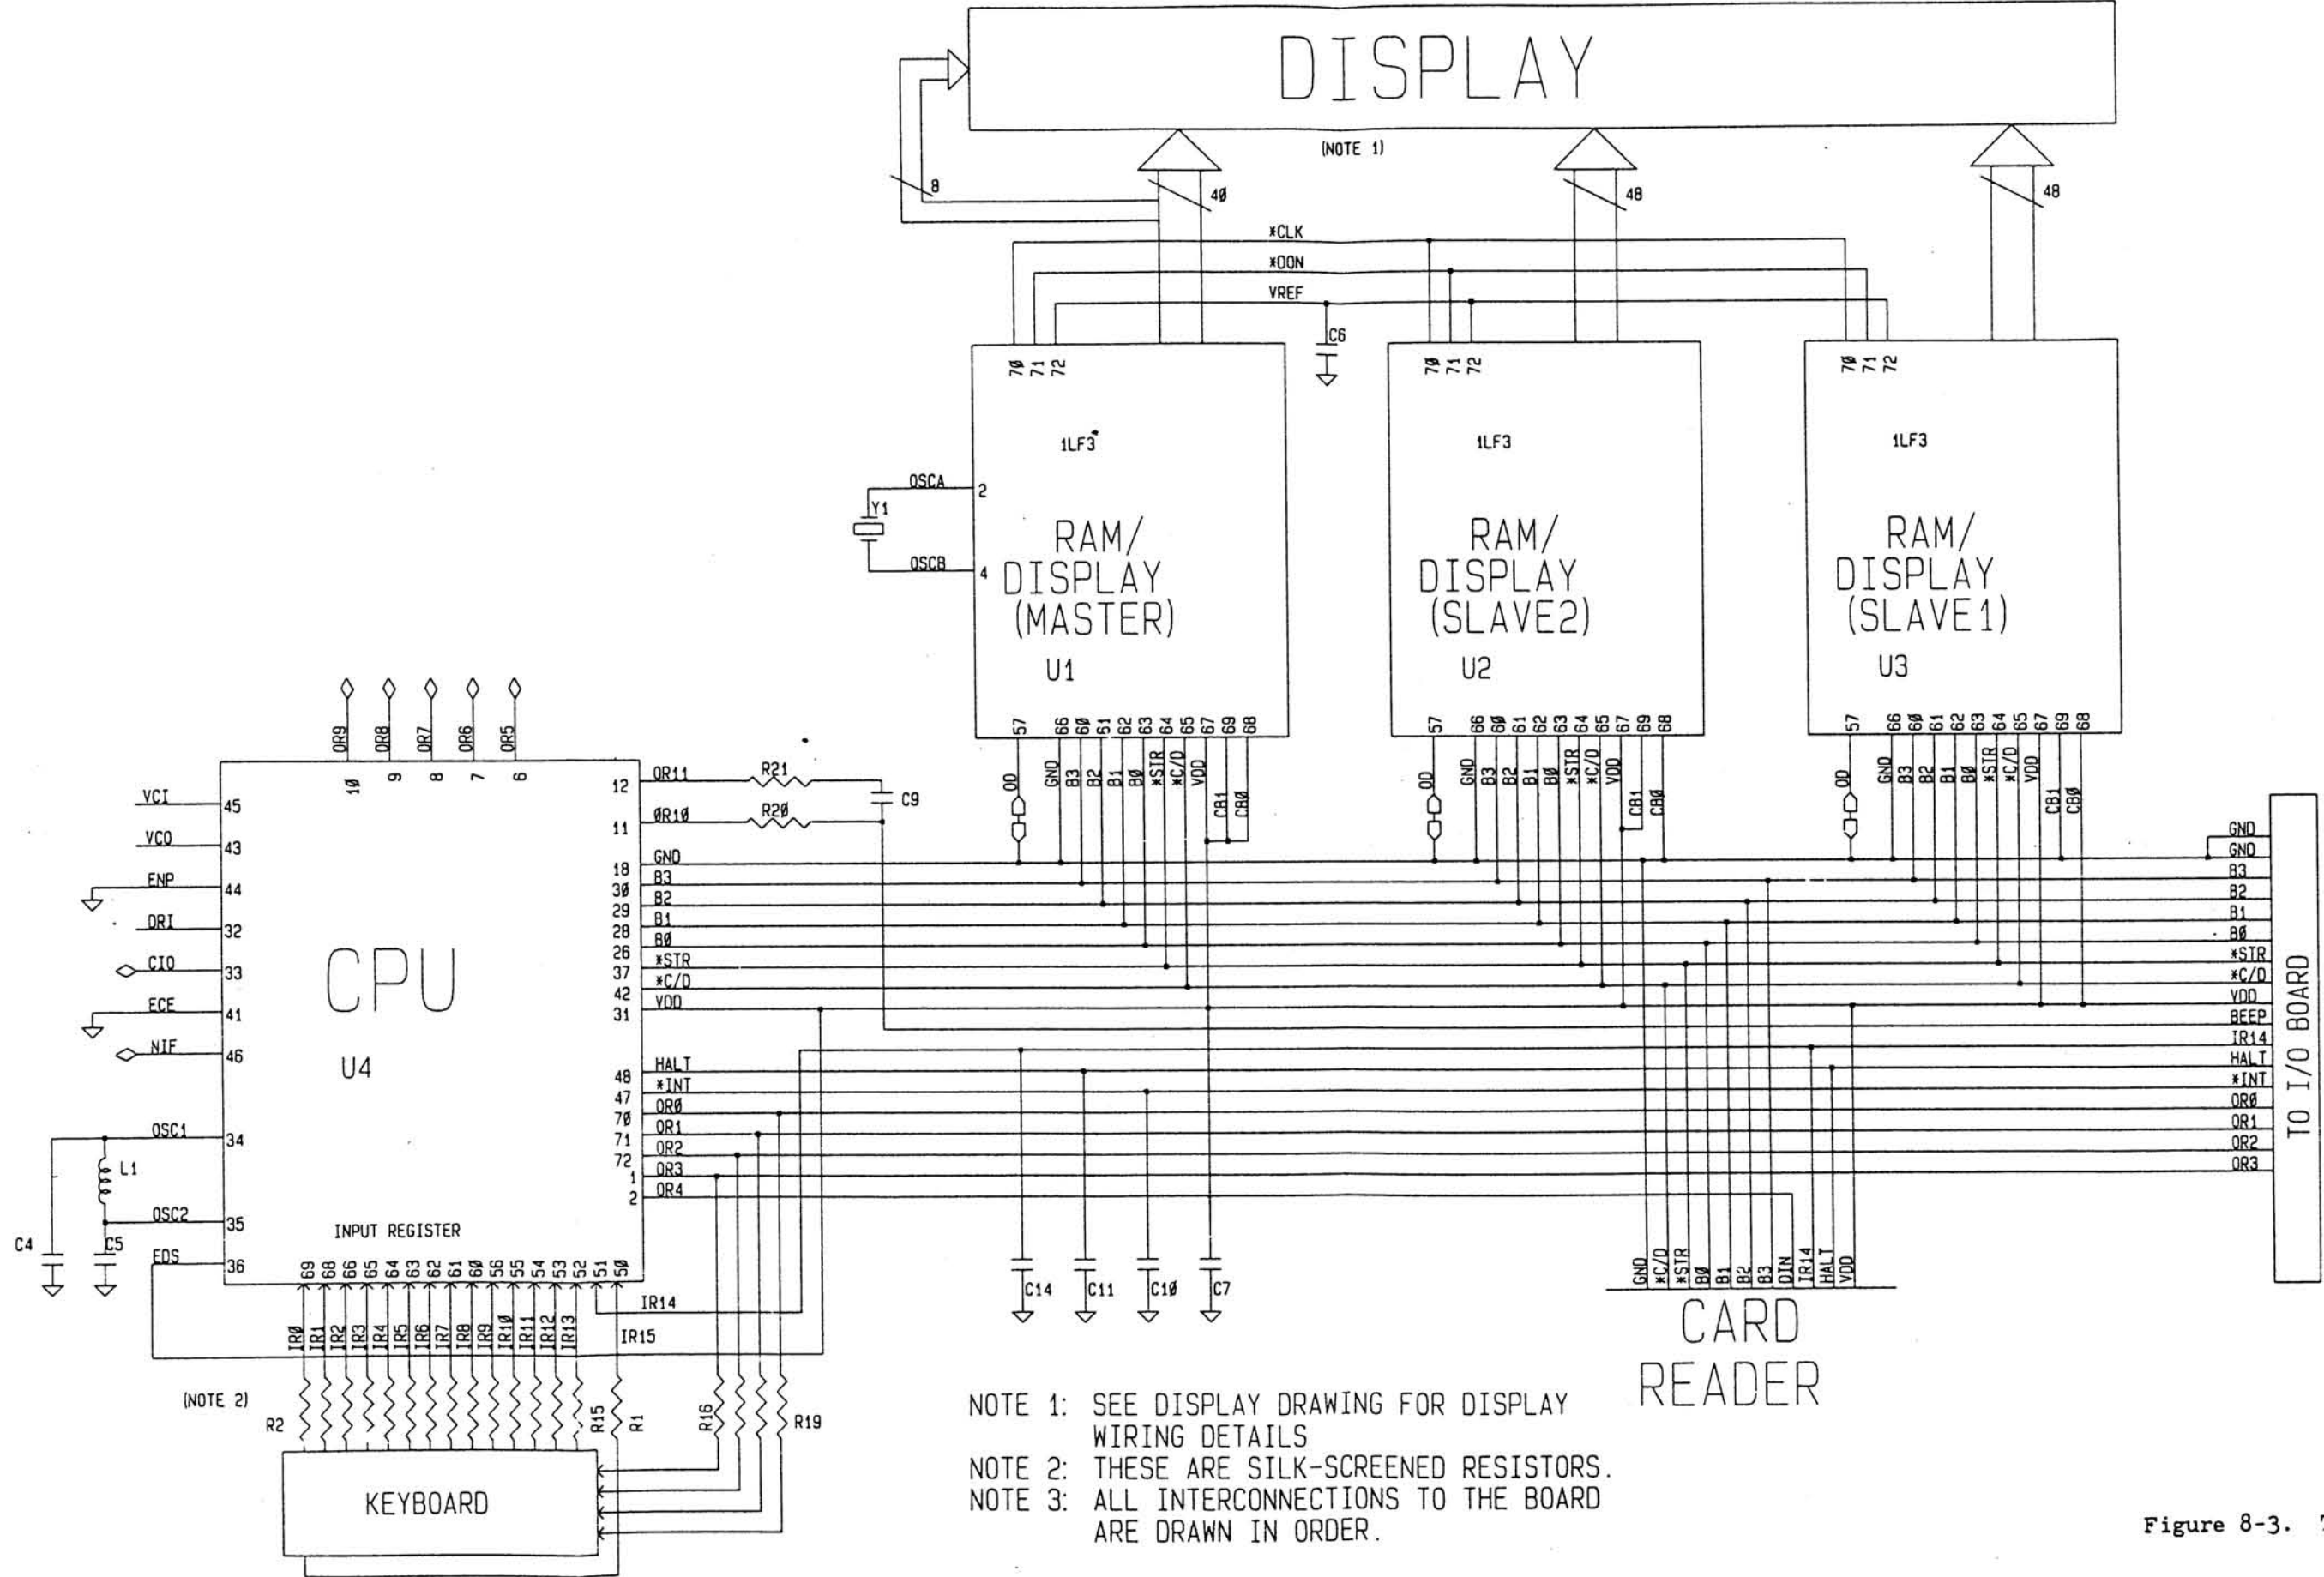 DISPLAY
(NOTE 1)
8
40
48
48
*CLK
*DON
VREF
C6
70 71 72
1LF3
OSCA
2
Y1
OSCB
4
RAM/
DISPLAY
(MASTER)
U1
70 71 72
1LF3
RAM/
DISPLAY
(SLAVE2)
U2
70 71 72
1LF3
RAM/
DISPLAY
(SLAVE1)
U3
57 66 60 61 62 63 64 65 67 69 68
OD GND B3 B2 B1 B0 *STR *C/D VDD CB1 CB0
57 66 60 61 62 63 64 65 67 69 68
OD GND B3 B2 B1 B0 *STR *C/D VDD CB1 CB0
57 66 60 61 62 63 64 65 67 69 68
OD GND B3 B2 B1 B0 *STR *C/D VDD CB1 CB0
OR9 OR8 OR7 OR6 OR5
10 9 8 7 6
VCI 45
VCO 43
ENP 44
DRI 32
CIO 33
ECE 41
NIF 46
OSC1 34
L1
OSC2 35
C4
C5
EDS 36
CPU
U4
INPUT REGISTER
12 OR11 R21
C9
11 OR10 R20
18 GND
30 B3
29 B2
28 B1
26 B0
37 *STR
42 *C/D
31 VDD
48 HALT
47 *INT
70 OR0
71 OR1
72 OR2
1 OR3
2 OR4
69 68 66 65 64 63 62 61 60 56 55 54 53 52 51 50
IR0 IR1 IR2 IR3 IR4 IR5 IR6 IR7 IR8 IR9 IR10 IR11 IR12 IR13
IR14
IR15
(NOTE 2)
R2
R15
R1
R16
R19
KEYBOARD
C14
C11
C10
C7
GND *C/D *STR B0 B1 B2 B3 DIN IR14 HALT VDD
CARD
READER
GND
GND
B3
B2
B1
B0
*STR
*C/D
VDD
BEEP
IR14
HALT
*INT
OR0
OR1
OR2
OR3
TO I/O BOARD
NOTE 1: SEE DISPLAY DRAWING FOR DISPLAY
WIRING DETAILS
NOTE 2: THESE ARE SILK-SCREENED RESISTORS.
NOTE 3: ALL INTERCONNECTIONS TO THE BOARD
ARE DRAWN IN ORDER.
Figure 8-3.